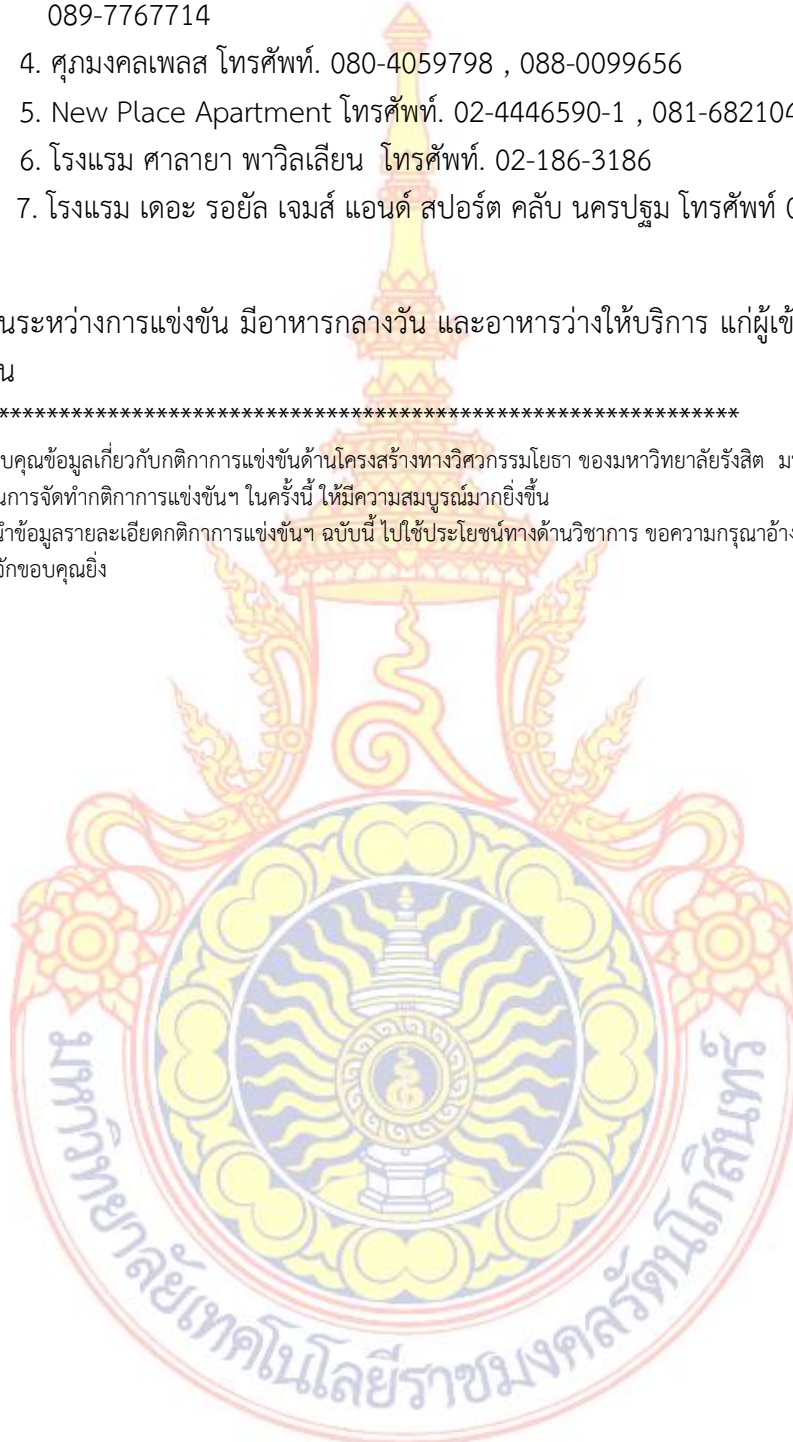 089-7767714
4. ศุภมงคลเพลส โทรศัพท์. 080-4059798 , 088-0099656
5. New Place Apartment โทรศัพท์. 02-4446590-1 , 081-682104
6. โรงแรม ศาลายา พาวิลเลียน โทรศัพท์. 02-186-3186
7. โรงแรม เดอะ รอยัล เจมส์ แอนด์ สปอร์ต คลับ นครปฐม โทรศัพท์ 0
นระหว่างการแข่งขัน มีอาหารกลางวัน และอาหารว่างให้บริการ แก่ผู้เข้
น
**************************************************************
บคุณข้อมูลเกี่ยวกับกติกาการแข่งขันด้านโครงสร้างทางวิศวกรรมโยธา ของมหาวิทยาลัยรังสิต มห
นการจัดทำกติกาการแข่งขันฯ ในครั้งนี้ ให้มีความสมบูรณ์มากยิ่งขึ้น
นำข้อมูลรายละเอียดกติกาการแข่งขันฯ ฉบับนี้ ไปใช้ประโยชน์ทางด้านวิชาการ ขอความกรุณาอ้าง
จักขอบคุณยิ่ง
มหาวิทยาลัยเทคโนโลยีราชมงคลรัตนโกสินทร์